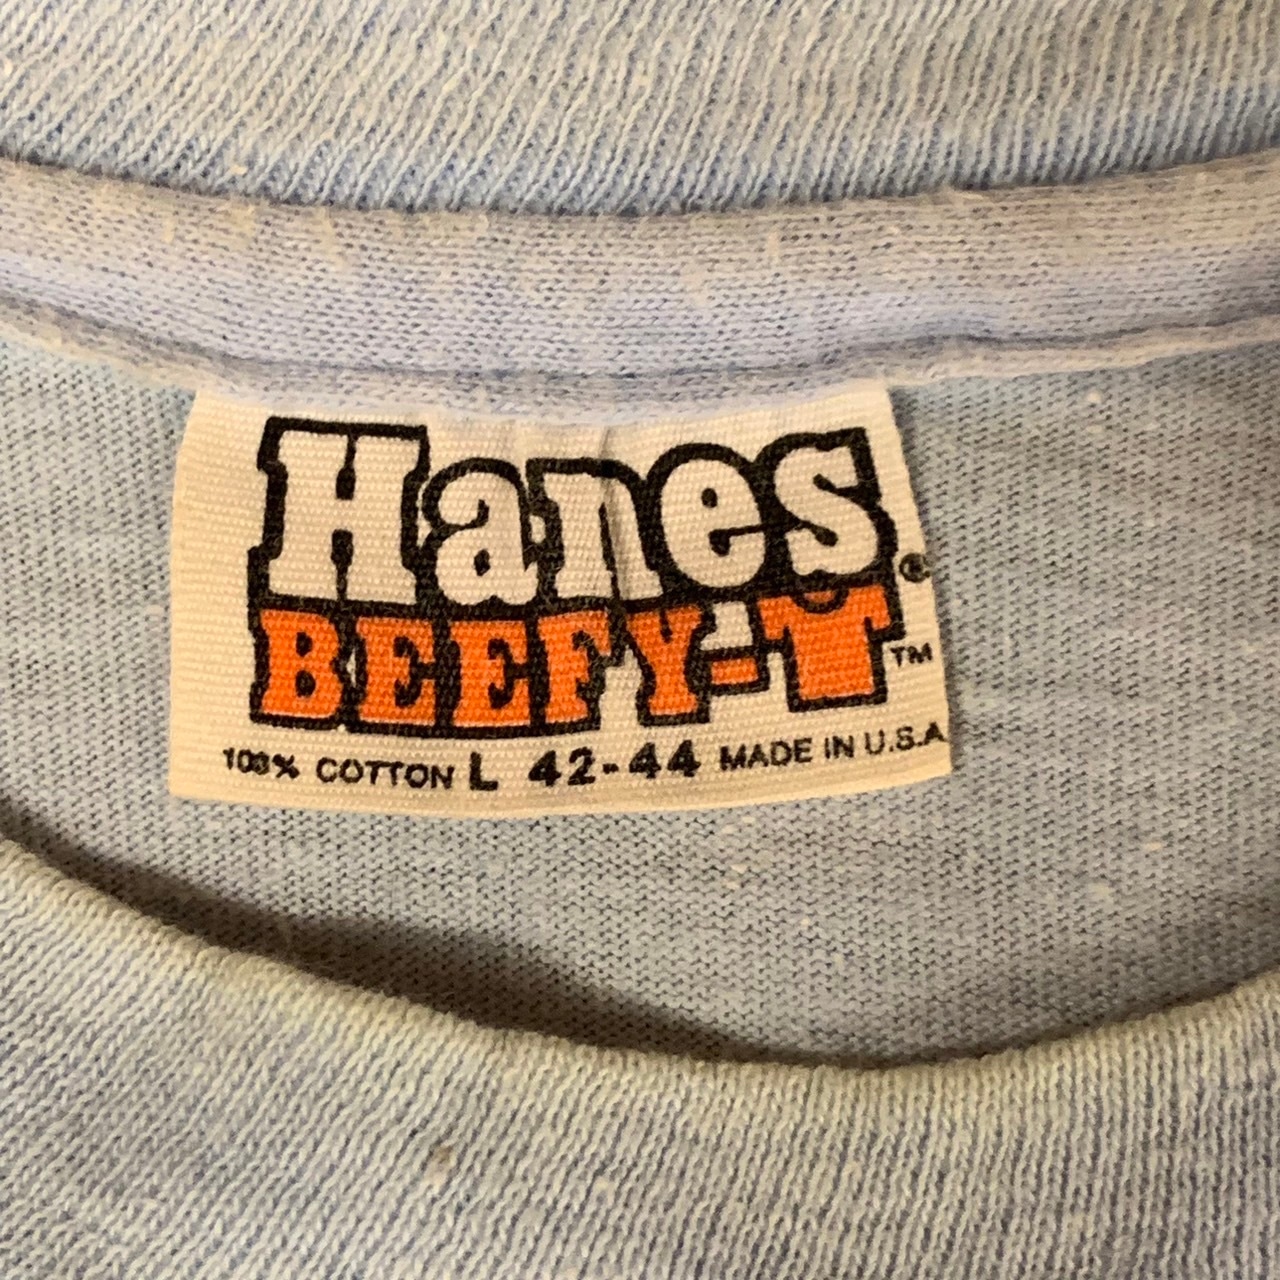 Hanes®
BEEFY-T™
100% COTTON L 42-44 MADE IN U.S.A.